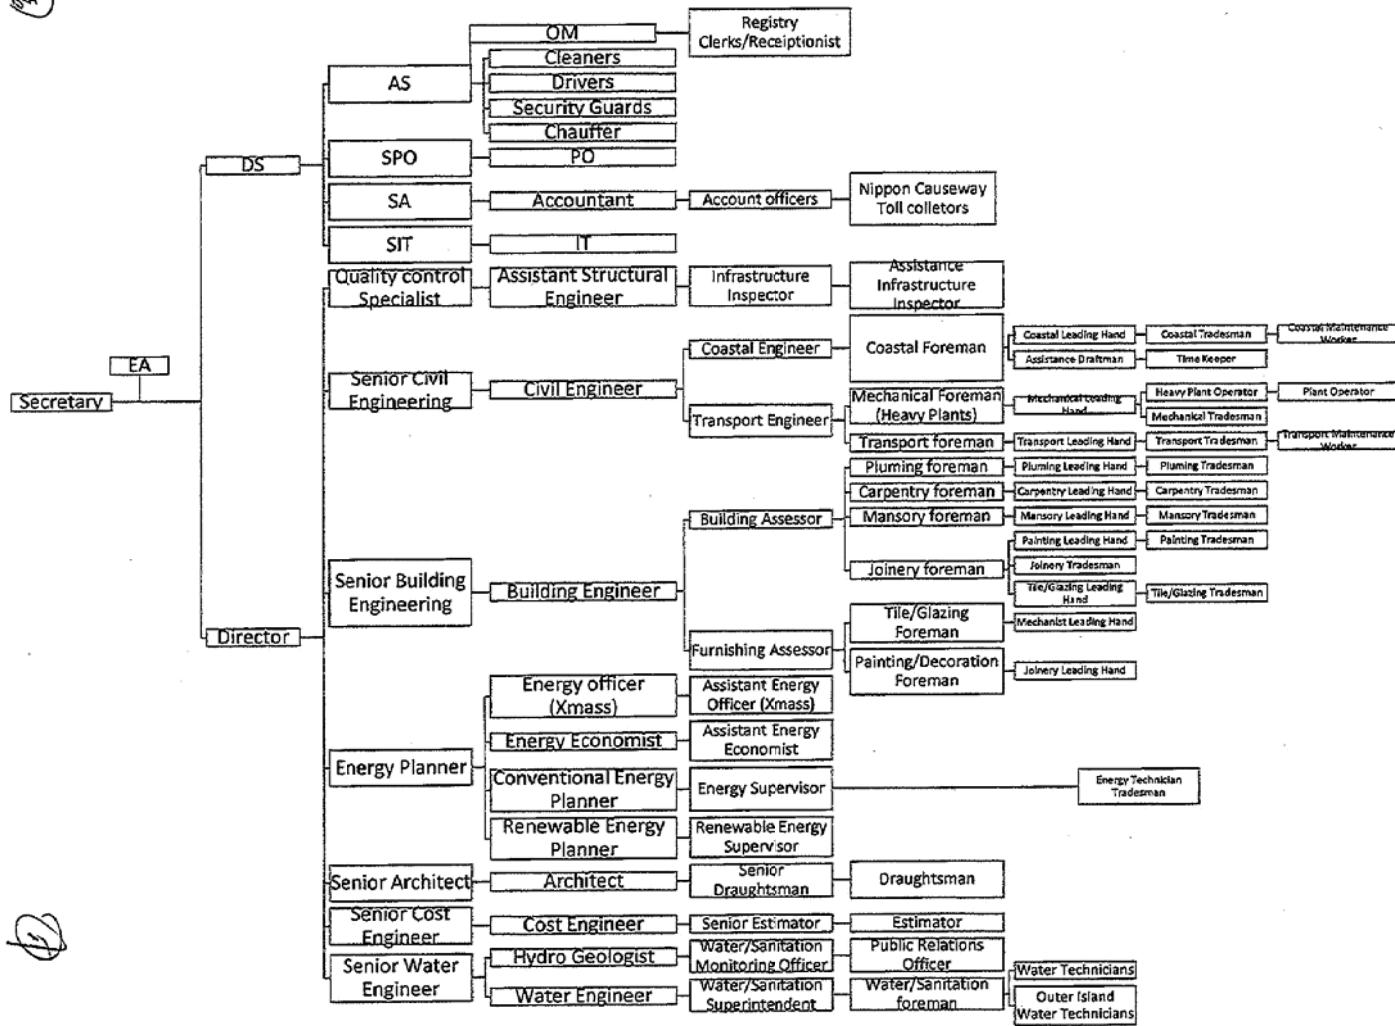 OM
Registry
Clerks/Receiptionist
Cleaners
AS
Drivers
Security Guards
Chauffer
DS
SPO
PO
SA
Accountant
Account officers
Nippon Causeway
Toll colletors
SIT
IT
Quality control
Specialist
Assistant Structural
Engineer
Infrastructure
Inspector
Assistance
Infrastructure
Inspector
EA
Secretary
Senior Civil
Engineering
Civil Engineer
Coastal Engineer
Coastal Foreman
Coastal Leading Hand
Coastal Tradesman
Coastal Maintenance
Worker
Assistance Draftman
Time Keeper
Transport Engineer
Mechanical Foreman
(Heavy Plants)
Mechanical Leading
Hand
Heavy Plant Operator
Plant Operator
Mechanical Tradesman
Transport foreman
Transport Leading Hand
Transport Tradesman
Transport Maintenance
Worker
Director
Senior Building
Engineering
Building Engineer
Building Assessor
Pluming foreman
Pluming Leading Hand
Pluming Tradesman
Carpentry foreman
Carpentry Leading Hand
Carpentry Tradesman
Mansory foreman
Mansory Leading Hand
Mansory Tradesman
Joinery foreman
Painting Leading Hand
Painting Tradesman
Joinery Tradesman
Tile/Glazing Leading
Hand
Tile/Glazing Tradesman
Furnishing Assessor
Tile/Glazing
Foreman
Mechanist Leading Hand
Painting/Decoration
Foreman
Joinery Leading Hand
Energy Planner
Energy officer
(Xmass)
Assistant Energy
Officer (Xmass)
Energy Economist
Assistant Energy
Economist
Conventional Energy
Planner
Energy Supervisor
Energy Technician
Tradesman
Renewable Energy
Planner
Renewable Energy
Supervisor
Senior Architect
Architect
Senior
Draughtsman
Draughtsman
Senior Cost
Engineer
Cost Engineer
Senior Estimator
Estimator
Senior Water
Engineer
Hydro Geologist
Water/Sanitation
Monitoring Officer
Public Relations
Officer
Water Engineer
Water/Sanitation
Superintendent
Water/Sanitation
foreman
Water Technicians
Outer Island
Water Technicians